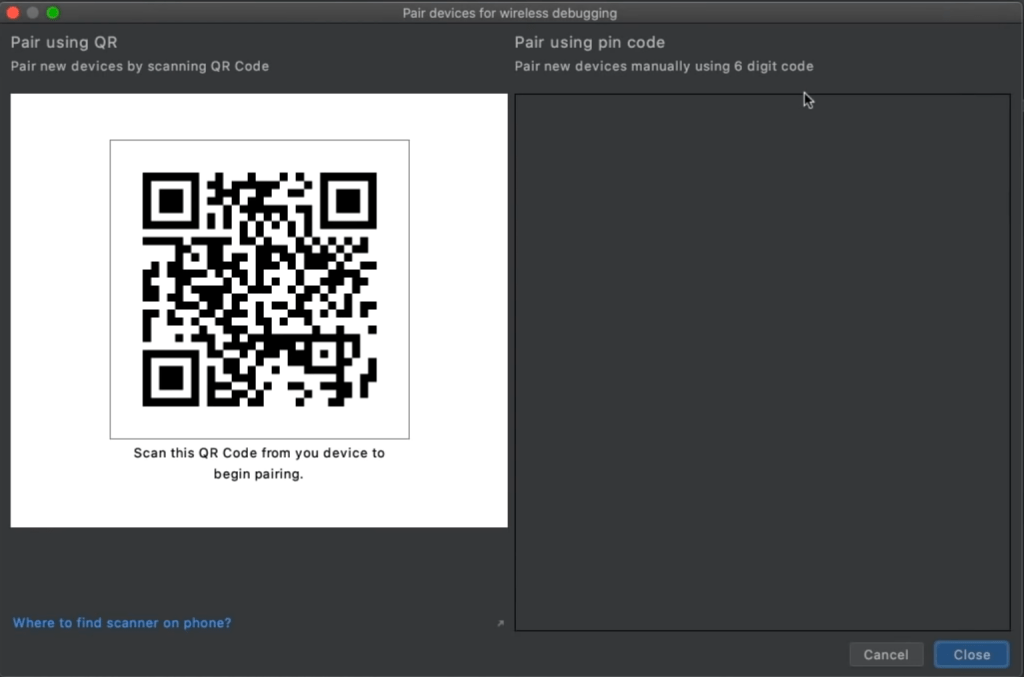 Pair devices for wireless debugging
Pair using QR
Pair new devices by scanning QR Code
Scan this QR Code from you device to
begin pairing.
Where to find scanner on phone?
Pair using pin code
Pair new devices manually using 6 digit code
Cancel
Close